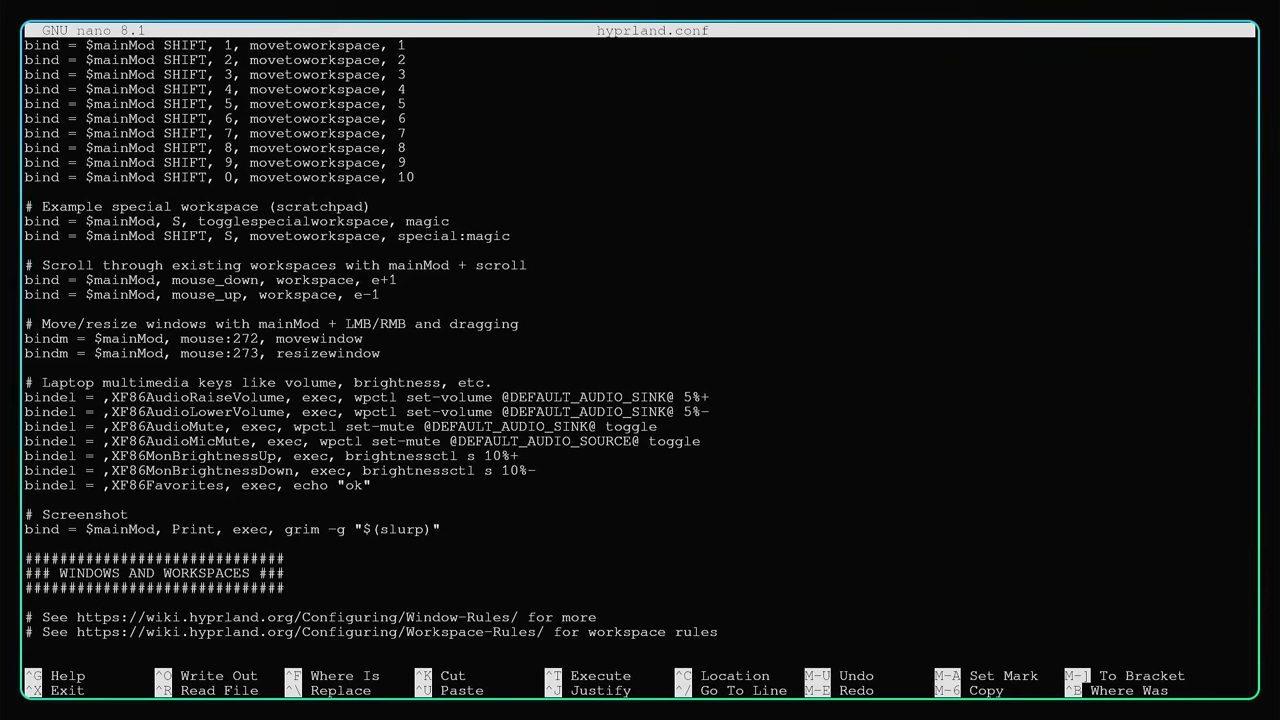 GNU nano 8.1 hyprland.conf
bind = $mainMod SHIFT, 1, movetoworkspace, 1
bind = $mainMod SHIFT, 2, movetoworkspace, 2
bind = $mainMod SHIFT, 3, movetoworkspace, 3
bind = $mainMod SHIFT, 4, movetoworkspace, 4
bind = $mainMod SHIFT, 5, movetoworkspace, 5
bind = $mainMod SHIFT, 6, movetoworkspace, 6
bind = $mainMod SHIFT, 7, movetoworkspace, 7
bind = $mainMod SHIFT, 8, movetoworkspace, 8
bind = $mainMod SHIFT, 9, movetoworkspace, 9
bind = $mainMod SHIFT, 0, movetoworkspace, 10
# Example special workspace (scratchpad)
bind = $mainMod, S, togglespecialworkspace, magic
bind = $mainMod SHIFT, S, movetoworkspace, special:magic
# Scroll through existing workspaces with mainMod + scroll
bind = $mainMod, mouse_down, workspace, e+1
bind = $mainMod, mouse_up, workspace, e-1
# Move/resize windows with mainMod + LMB/RMB and dragging
bindm = $mainMod, mouse:272, movewindow
bindm = $mainMod, mouse:273, resizewindow
# Laptop multimedia keys like volume, brightness, etc.
bindel = ,XF86AudioRaiseVolume, exec, wpctl set-volume @DEFAULT_AUDIO_SINK@ 5%+
bindel = ,XF86AudioLowerVolume, exec, wpctl set-volume @DEFAULT_AUDIO_SINK@ 5%-
bindel = ,XF86AudioMute, exec, wpctl set-mute @DEFAULT_AUDIO_SINK@ toggle
bindel = ,XF86AudioMicMute, exec, wpctl set-mute @DEFAULT_AUDIO_SOURCE@ toggle
bindel = ,XF86MonBrightnessUp, exec, brightnessctl s 10%+
bindel = ,XF86MonBrightnessDown, exec, brightnessctl s 10%-
bindel = ,XF86Favorites, exec, echo "ok"
# Screenshot
bind = $mainMod, Print, exec, grim -g "$(slurp)"
##############################
### WINDOWS AND WORKSPACES ###
##############################
# See https://wiki.hyprland.org/Configuring/Window-Rules/ for more
# See https://wiki.hyprland.org/Configuring/Workspace-Rules/ for workspace rules
^G Help ^O Write Out ^F Where Is ^K Cut ^T Execute ^C Location M-U Undo M-A Set Mark M-] To Bracket
^X Exit ^R Read File ^\ Replace ^U Paste ^J Justify ^/ Go To Line M-E Redo M-6 Copy ^B Where Was